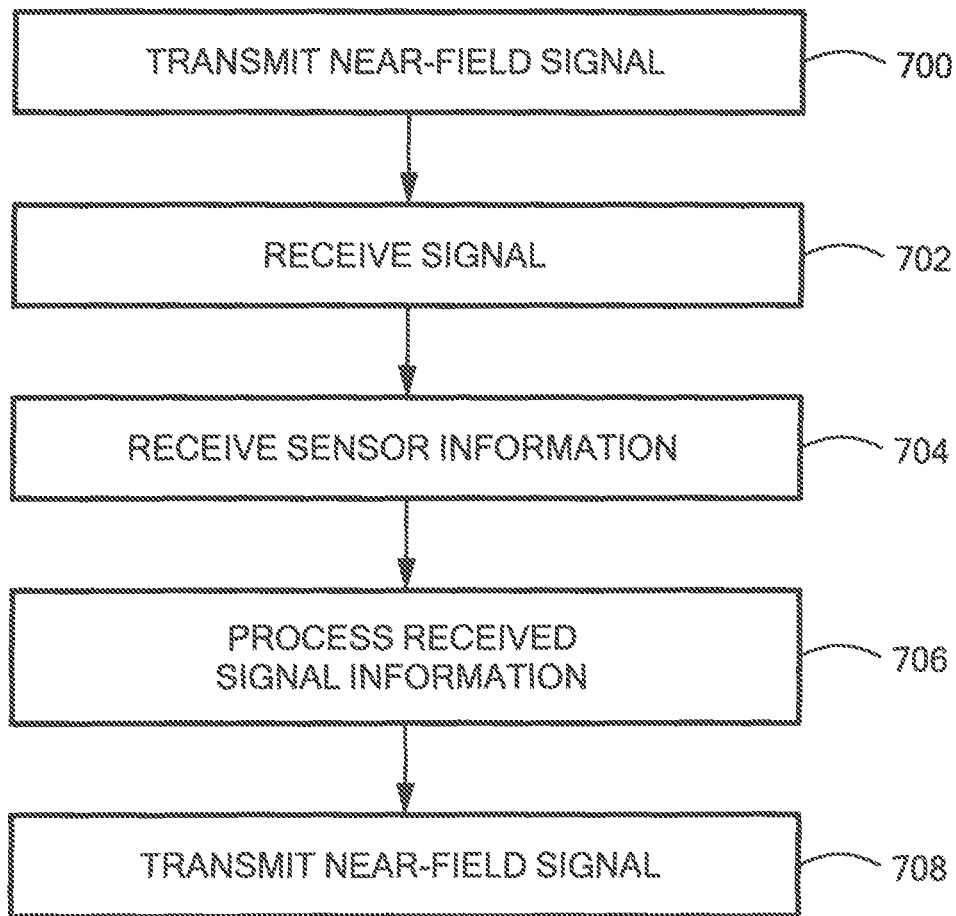 TRANSMIT NEAR-FIELD SIGNAL 700
RECEIVE SIGNAL 702
RECEIVE SENSOR INFORMATION 704
PROCESS RECEIVED
SIGNAL INFORMATION 706
TRANSMIT NEAR-FIELD SIGNAL 708